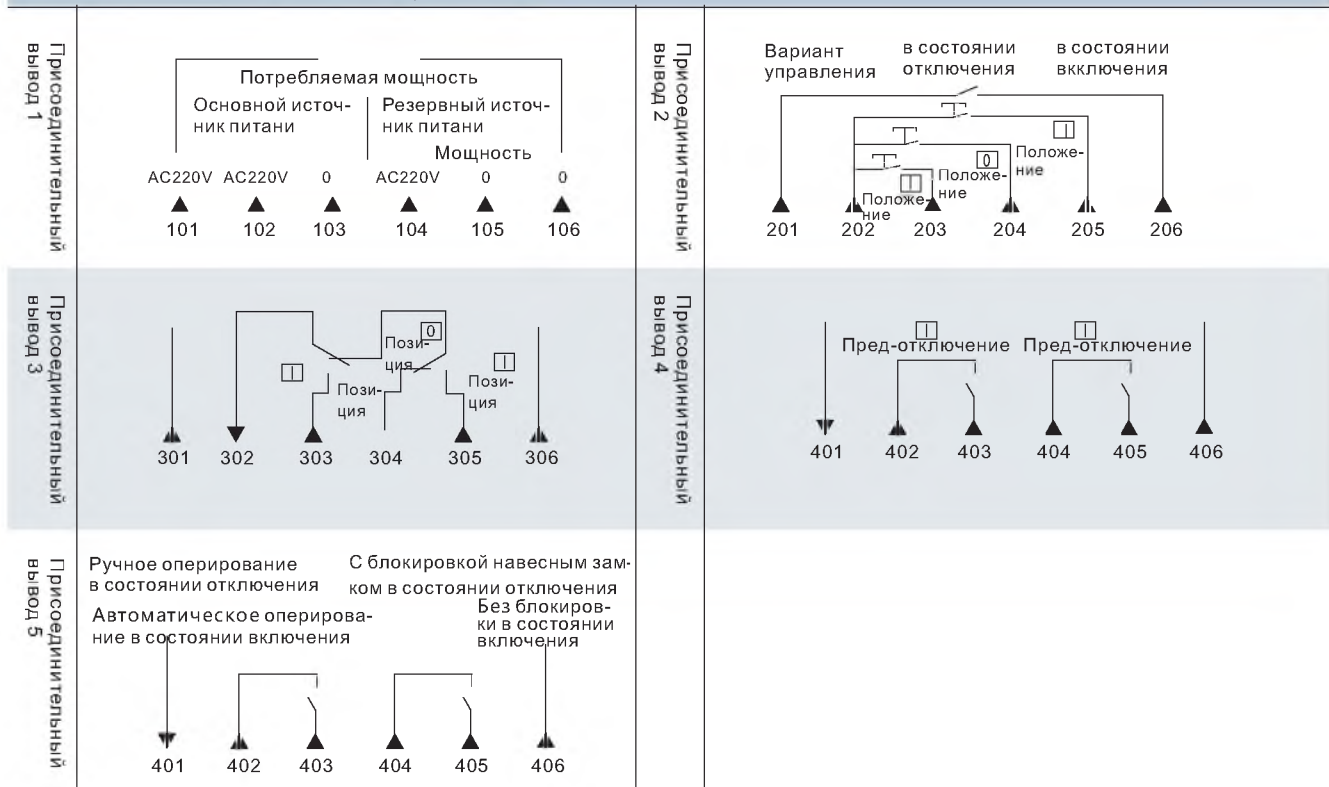 Присоединительный
вывод 1
Потребляемая мощность
Основной источ-
ник питани
Резервный источ-
ник питани
Мощность
AC220V AC220V 0 AC220V 0 0
101 102 103 104 105 106
Присоединительный
вывод 2
Вариант
управления
в состоянии
отключения
в состоянии
вкключения
I
Положе-
ние
0
Положе-
ние
I
Положе-
ние
201 202 203 204 205 206
Присоединительный
вывод 3
0
Пози-
ция
I
Пози-
ция
I
Пози-
ция
301 302 303 304 305 306
Присоединительный
вывод 4
I
Пред-отключение
I
Пред-отключение
401 402 403 404 405 406
Присоединительный
вывод 5
Ручное оперирование
в состоянии отключения
Автоматическое оперирова-
ние в состоянии включения
С блокировкой навесным зам-
ком в состоянии отключения
Без блокиров-
ки в состоянии
включения
401 402 403 404 405 406